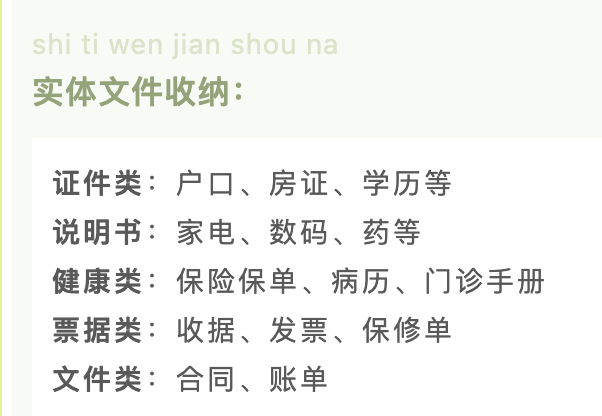 shi ti wen jian shou na
实体文件收纳：
证件类：户口、房证、学历等
说明书：家电、数码、药等
健康类：保险保单、病历、门诊手册
票据类：收据、发票、保修单
文件类：合同、账单